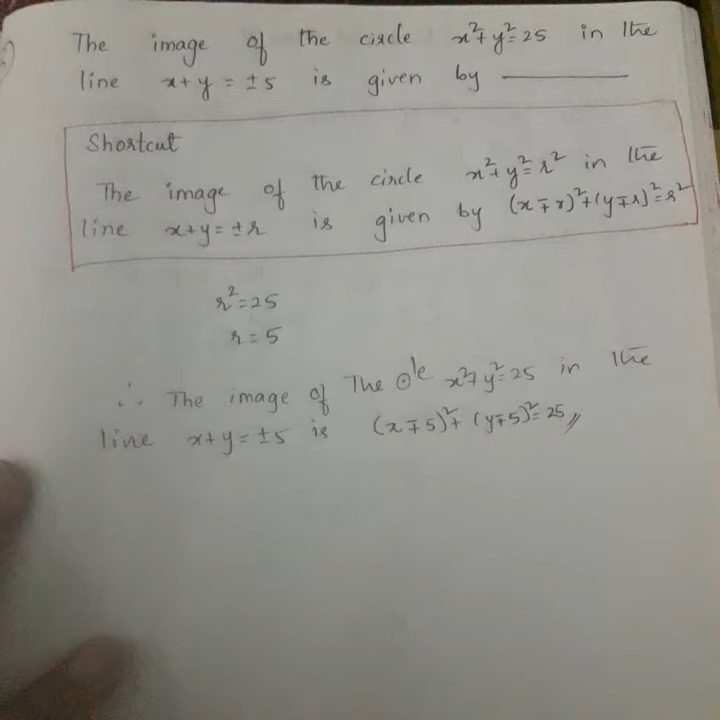 The image of the circle x²+y²=25 in the
line x+y = ±5 is given by ————
Shortcut
The image of the circle x²+y²=r² in the
line x+y=±r is given by (x∓r)²+(y∓r)²=r²
r²=25
r=5
∴ The image of The ⊙le x²+y²=25 in the
line x+y=±5 is (x∓5)²+(y∓5)²=25//